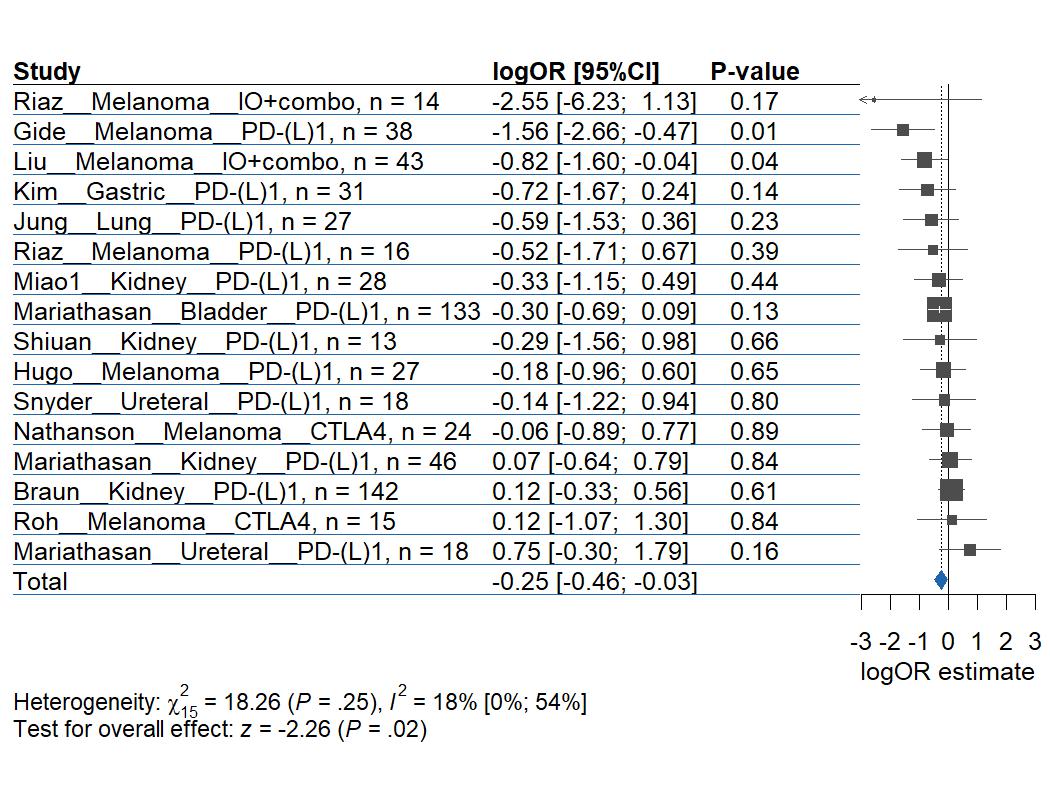 Study logOR [95%CI] P-value
Riaz__Melanoma__IO+combo, n = 14 -2.55 [-6.23; 1.13] 0.17
Gide__Melanoma__PD-(L)1, n = 38 -1.56 [-2.66; -0.47] 0.01
Liu__Melanoma__IO+combo, n = 43 -0.82 [-1.60; -0.04] 0.04
Kim__Gastric__PD-(L)1, n = 31 -0.72 [-1.67; 0.24] 0.14
Jung__Lung__PD-(L)1, n = 27 -0.59 [-1.53; 0.36] 0.23
Riaz__Melanoma__PD-(L)1, n = 16 -0.52 [-1.71; 0.67] 0.39
Miao1__Kidney__PD-(L)1, n = 28 -0.33 [-1.15; 0.49] 0.44
Mariathasan__Bladder__PD-(L)1, n = 133 -0.30 [-0.69; 0.09] 0.13
Shiuan__Kidney__PD-(L)1, n = 13 -0.29 [-1.56; 0.98] 0.66
Hugo__Melanoma__PD-(L)1, n = 27 -0.18 [-0.96; 0.60] 0.65
Snyder__Ureteral__PD-(L)1, n = 18 -0.14 [-1.22; 0.94] 0.80
Nathanson__Melanoma__CTLA4, n = 24 -0.06 [-0.89; 0.77] 0.89
Mariathasan__Kidney__PD-(L)1, n = 46 0.07 [-0.64; 0.79] 0.84
Braun__Kidney__PD-(L)1, n = 142 0.12 [-0.33; 0.56] 0.61
Roh__Melanoma__CTLA4, n = 15 0.12 [-1.07; 1.30] 0.84
Mariathasan__Ureteral__PD-(L)1, n = 18 0.75 [-0.30; 1.79] 0.16
Total -0.25 [-0.46; -0.03]
-3 -2 -1 0 1 2 3
logOR estimate
Heterogeneity: χ²₁₅ = 18.26 (P = .25), I² = 18% [0%; 54%]
Test for overall effect: z = -2.26 (P = .02)